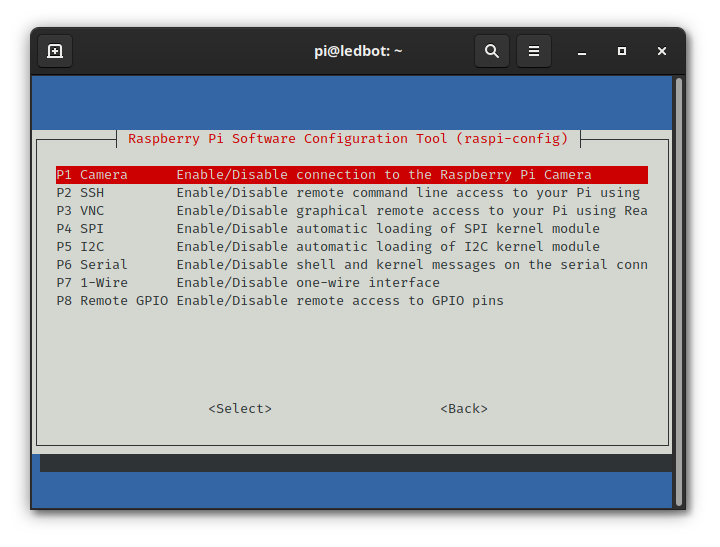 pi@ledbot: ~
Raspberry Pi Software Configuration Tool (raspi-config)
P1 Camera Enable/Disable connection to the Raspberry Pi Camera
P2 SSH Enable/Disable remote command line access to your Pi using
P3 VNC Enable/Disable graphical remote access to your Pi using Rea
P4 SPI Enable/Disable automatic loading of SPI kernel module
P5 I2C Enable/Disable automatic loading of I2C kernel module
P6 Serial Enable/Disable shell and kernel messages on the serial conn
P7 1-Wire Enable/Disable one-wire interface
P8 Remote GPIO Enable/Disable remote access to GPIO pins
<Select> <Back>